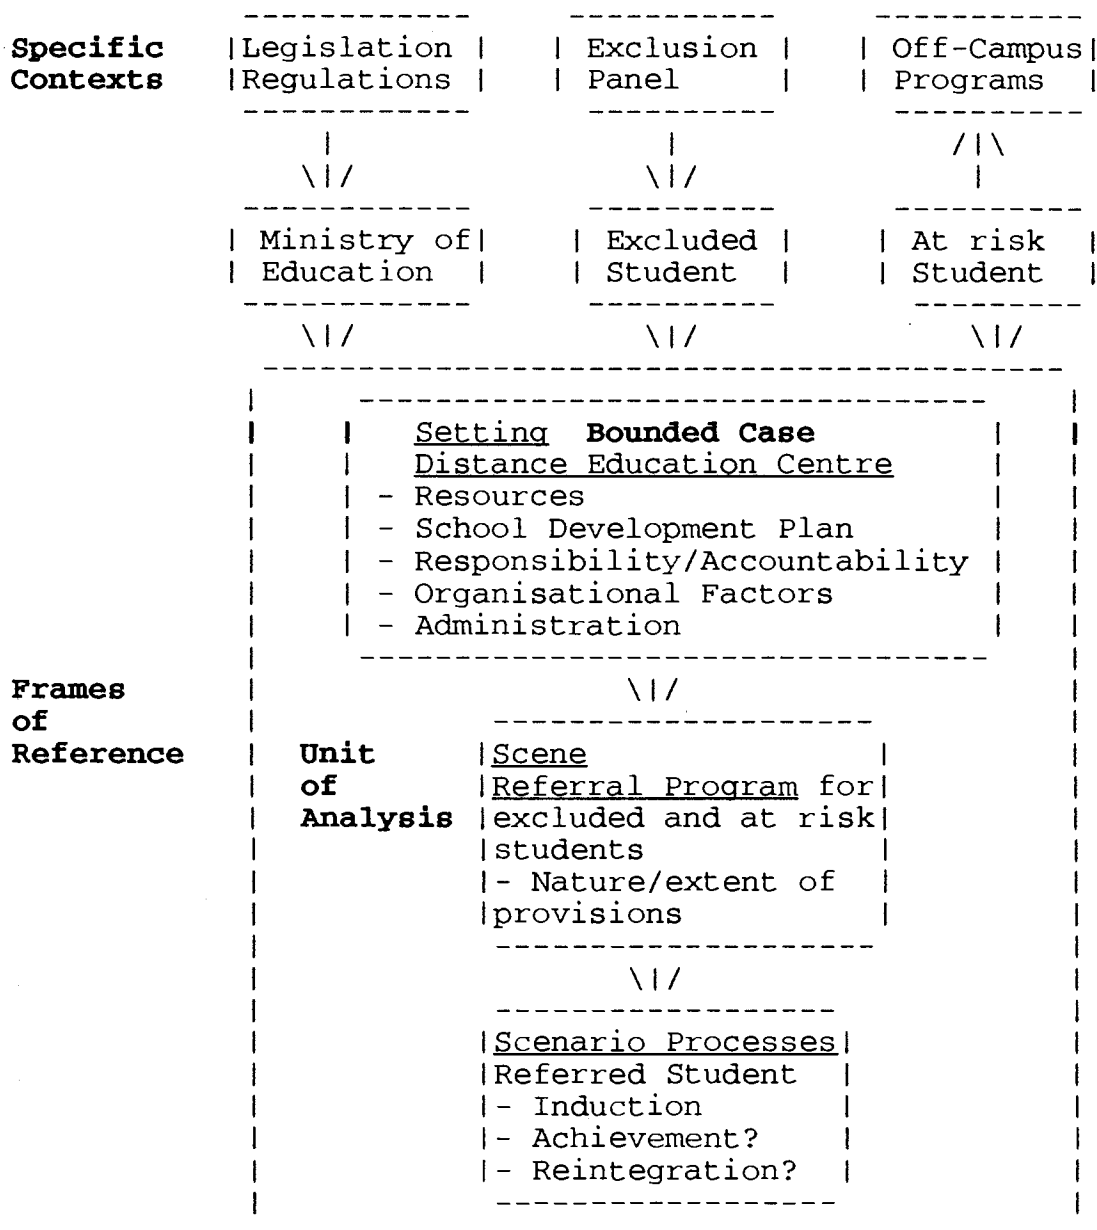 Specific |Legislation | | Exclusion | | Off-Campus|
Contexts |Regulations | | Panel | | Programs |
| Ministry of| | Excluded | | At risk |
| Education | | Student | | Student |
Setting Bounded Case
Distance Education Centre
- Resources
- School Development Plan
- Responsibility/Accountability
- Organisational Factors
- Administration
Frames
of
Reference Unit |Scene |
of |Referral Program for|
Analysis |excluded and at risk|
|students |
|- Nature/extent of |
|provisions |
|Scenario Processes|
|Referred Student |
|- Induction |
|- Achievement? |
|- Reintegration? |